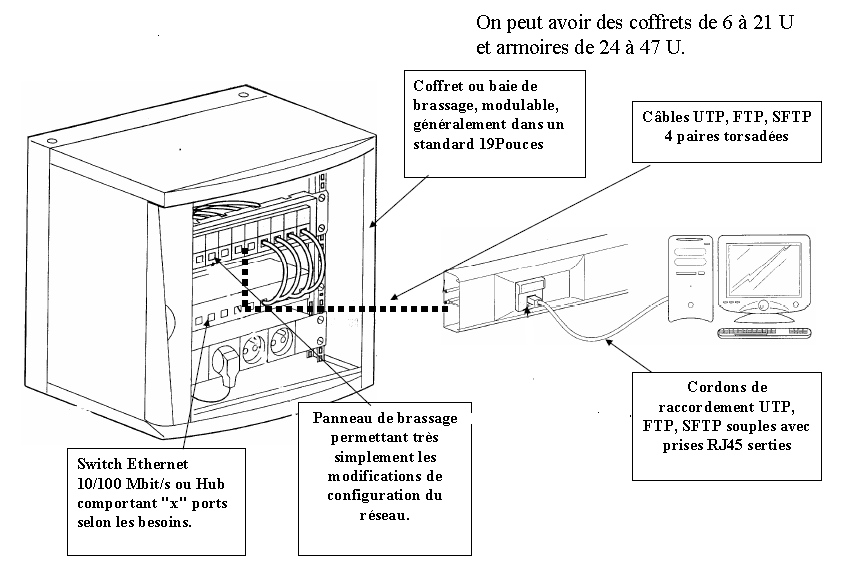 On peut avoir des coffrets de 6 à 21 U
et armoires de 24 à 47 U.
Coffret ou baie de
brassage, modulable,
généralement dans un
standard 19Pouces
Câbles UTP, FTP, SFTP
4 paires torsadées
Cordons de
raccordement UTP,
FTP, SFTP souples avec
prises RJ45 serties
Panneau de brassage
permettant très
simplement les
modifications de
configuration du
réseau.
Switch Ethernet
10/100 Mbit/s ou Hub
comportant "x" ports
selon les besoins.